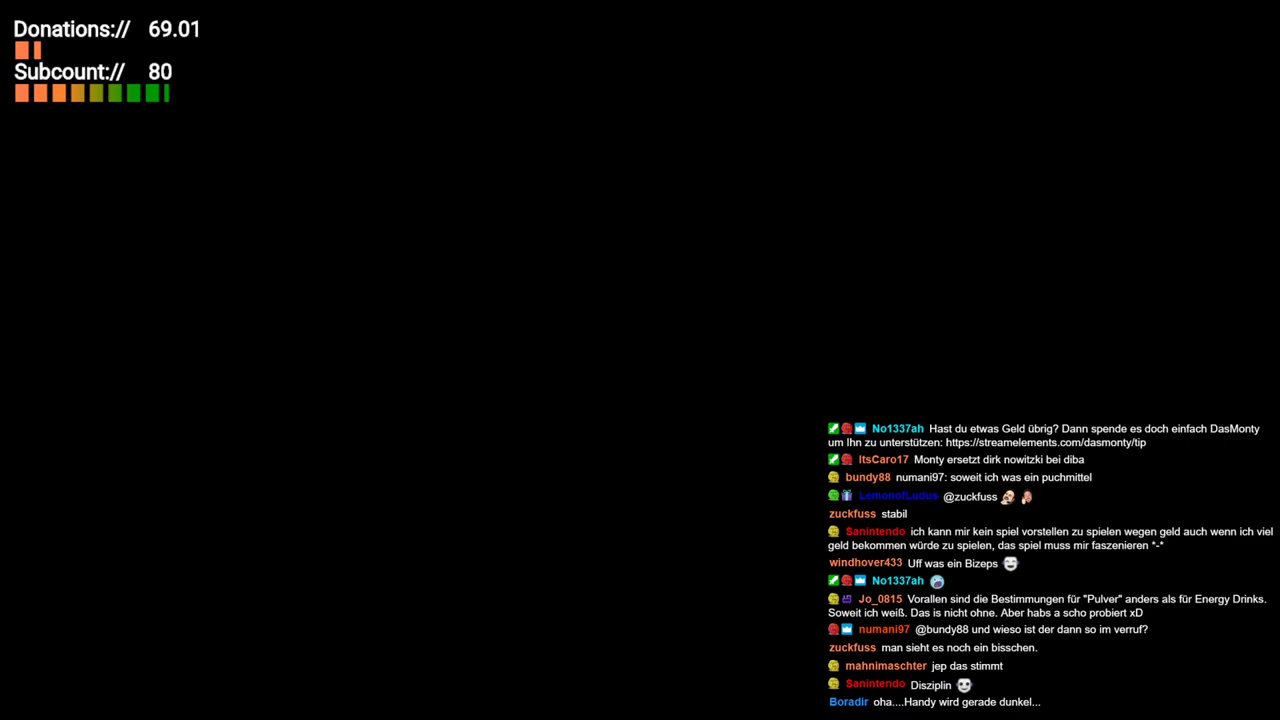 Donations:// 69.01
Subcount:// 80
No1337ah Hast du etwas Geld übrig? Dann spende es doch einfach DasMonty
um Ihn zu unterstützen: https://streamelements.com/dasmonty/tip
ItsCaro17 Monty ersetzt dirk nowitzki bei diba
bundy88 numani97: soweit ich was ein puchmittel
LemonofLudus @zuckfuss
zuckfuss stabil
Sanintendo ich kann mir kein spiel vorstellen zu spielen wegen geld auch wenn ich viel
geld bekommen würde zu spielen, das spiel muss mir faszenieren *-*
windhover433 Uff was ein Bizeps
No1337ah
Jo_0815 Vorallen sind die Bestimmungen für "Pulver" anders als für Energy Drinks.
Soweit ich weiß. Das is nicht ohne. Aber habs a scho probiert xD
numani97 @bundy88 und wieso ist der dann so im verruf?
zuckfuss man sieht es noch ein bisschen.
mahnimaschter jep das stimmt
Sanintendo Disziplin
Boradir oha....Handy wird gerade dunkel...